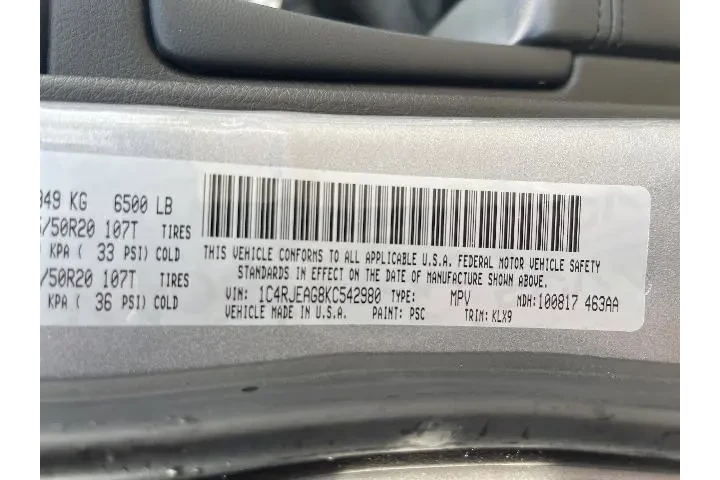 849 KG 6500 LB
/50R20 107T TIRES
KPA ( 33 PSI) COLD
/50R20 107T TIRES
KPA ( 36 PSI) COLD
THIS VEHICLE CONFORMS TO ALL APPLICABLE U.S.A. FEDERAL MOTOR VEHICLE SAFETY
STANDARDS IN EFFECT ON THE DATE OF MANUFACTURE SHOWN ABOVE.
VIN: 1C4RJEAG8KC542980 TYPE: MPV MDH:100817 463AA
VEHICLE MADE IN U.S.A. PAINT: PSC TRIM: KLX9